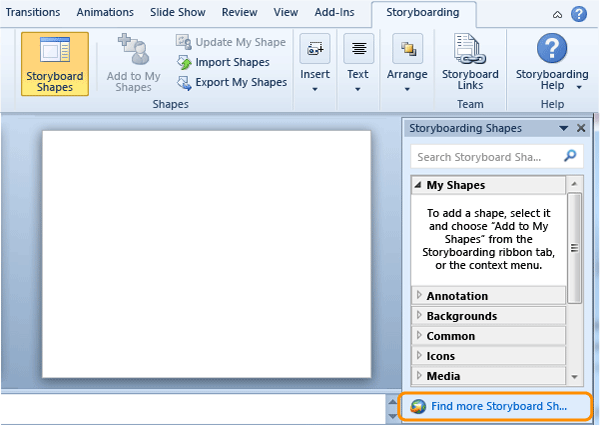 Transitions Animations Slide Show Review View Add-Ins Storyboarding
Storyboard Shapes
Add to My Shapes
Update My Shape
Import Shapes
Export My Shapes
Shapes
Insert
Text
Arrange
Storyboard Links
Team
Storyboarding Help
Help
Storyboarding Shapes
Search Storyboard Sha...
My Shapes
To add a shape, select it
and choose "Add to My
Shapes" from the
Storyboarding ribbon tab,
or the context menu.
Annotation
Backgrounds
Common
Icons
Media
Find more Storyboard Sh...